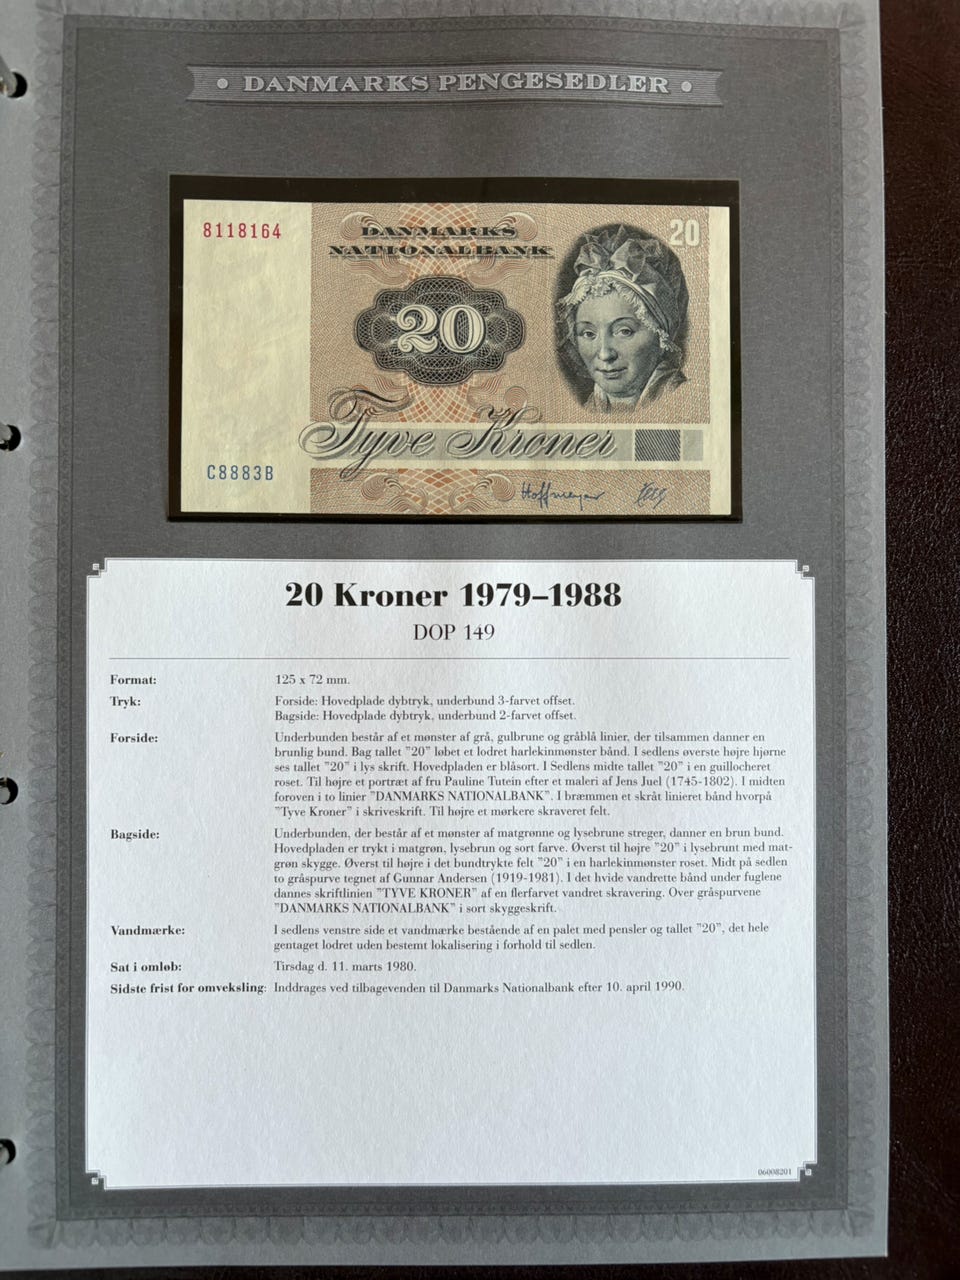 • DANMARKS PENGESEDLER •
8118164
DANMARKS
NATIONALBANK
20
20
Tyve Kroner
C8883B
Hoffmeyer
20 Kroner 1979–1988
DOP 149
Format: 125 x 72 mm.
Tryk: Forside: Hovedplade dybtryk, underbund 3-farvet offset.
Bagside: Hovedplade dybtryk, underbund 2-farvet offset.
Forside: Underbunden består af et mønster af grå, gulbrune og gråblå linier, der tilsammen danner en
brunlig bund. Bag tallet ”20” løbet et lodret harlekinmønster bånd. I sedlens øverste højre hjørne
ses tallet ”20” i lys skrift. Hovedpladen er blåsort. I Sedlens midte tallet ”20” i en guillocheret
roset. Til højre et portræt af fru Pauline Tutein efter et maleri af Jens Juel (1745-1802). I midten
foroven i to linier ”DANMARKS NATIONALBANK”. I bræmmen et skråt linieret bånd hvorpå
”Tyve Kroner” i skriveskrift. Til højre et mørkere skraveret felt.
Bagside: Underbunden, der består af et mønster af matgrønne og lysebrune streger, danner en brun bund.
Hovedpladen er trykt i matgrøn, lysebrun og sort farve. Øverst til højre ”20” i lysebrunt med mat-
grøn skygge. Øverst til højre i det bundtrykte felt ”20” i en harlekinmønster roset. Midt på sedlen
to gråspurve tegnet af Gunnar Andersen (1919-1981). I det hvide vandrette bånd under fuglene
dannes skriftlinien ”TYVE KRONER” af en flerfarvet vandret skravering. Over gråspurvene
”DANMARKS NATIONALBANK” i sort skyggeskrift.
Vandmærke: I sedlens venstre side et vandmærke bestående af en palet med pensler og tallet ”20”, det hele
gentaget lodret uden bestemt lokalisering i forhold til sedlen.
Sat i omløb: Tirsdag d. 11. marts 1980.
Sidste frist for omveksling: Inddrages ved tilbagevenden til Danmarks Nationalbank efter 10. april 1990.
06008201